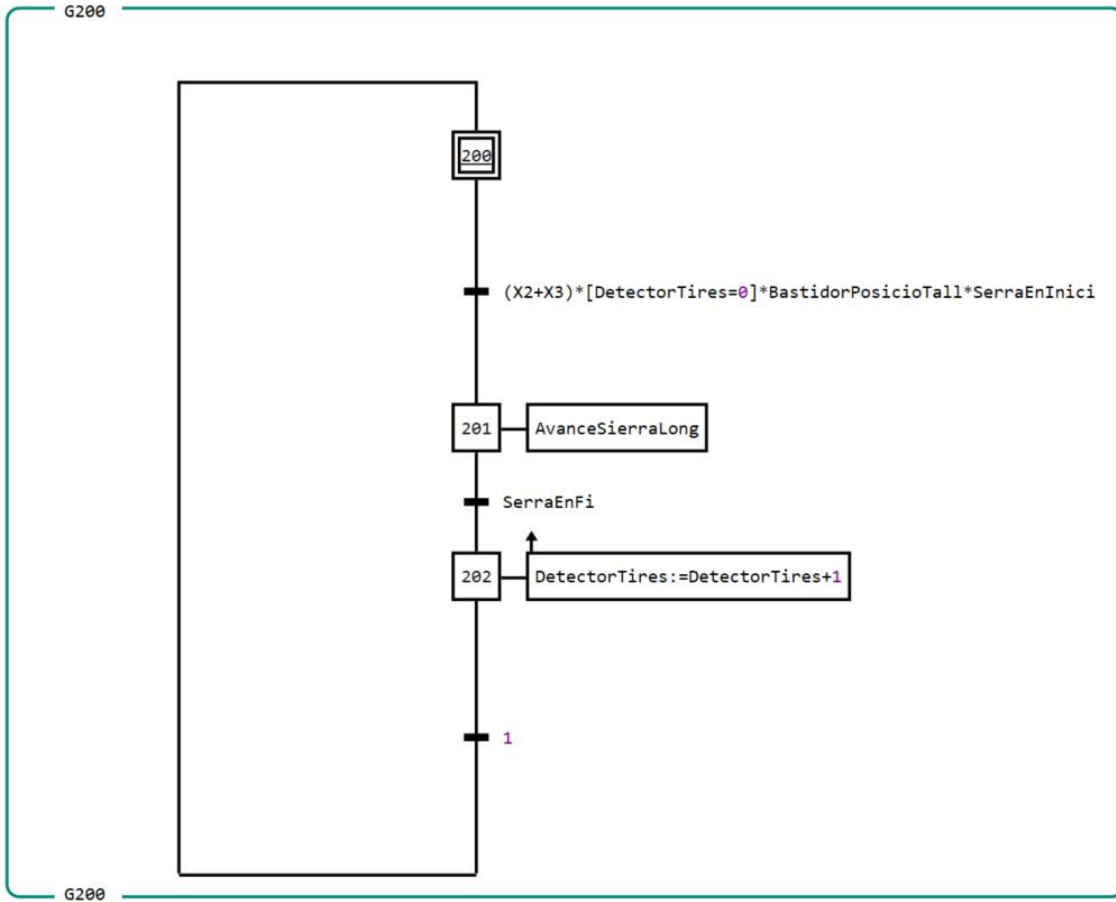 G200
200
(X2+X3)*[DetectorTires=0]*BastidorPosicioTall*SerraEnInici
201 AvanceSierraLong
SerraEnFi
202 DetectorTires:=DetectorTires+1
1
G200